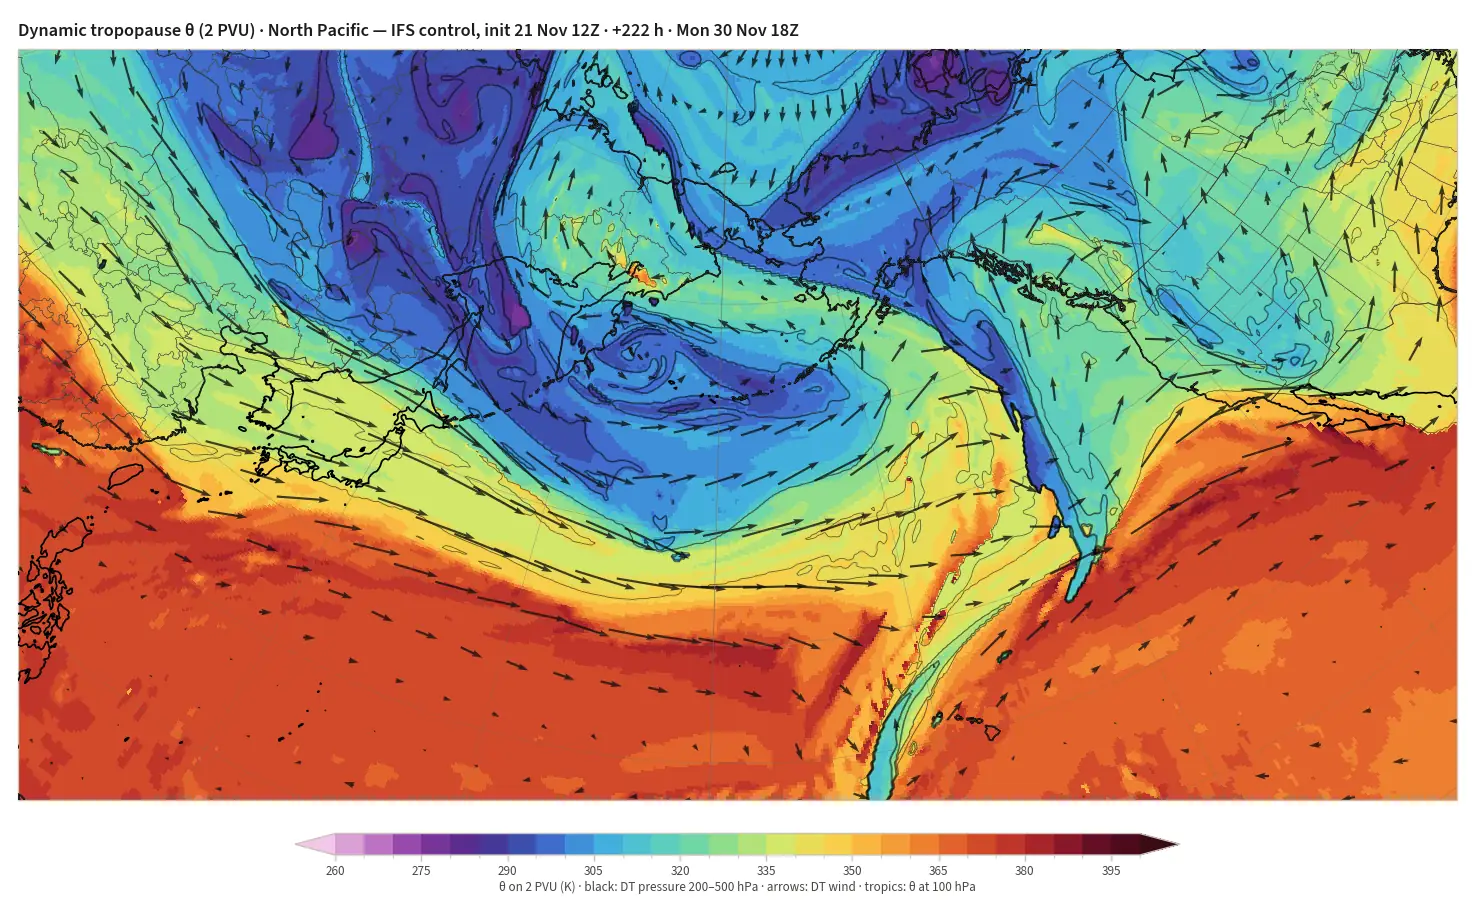 Dynamic tropopause θ (2 PVU) · North Pacific — IFS control, init 21 Nov 12Z · +222 h · Mon 30 Nov 18Z
260 275 290 305 320 335 350 365 380 395
θ on 2 PVU (K) · black: DT pressure 200–500 hPa · arrows: DT wind · tropics: θ at 100 hPa